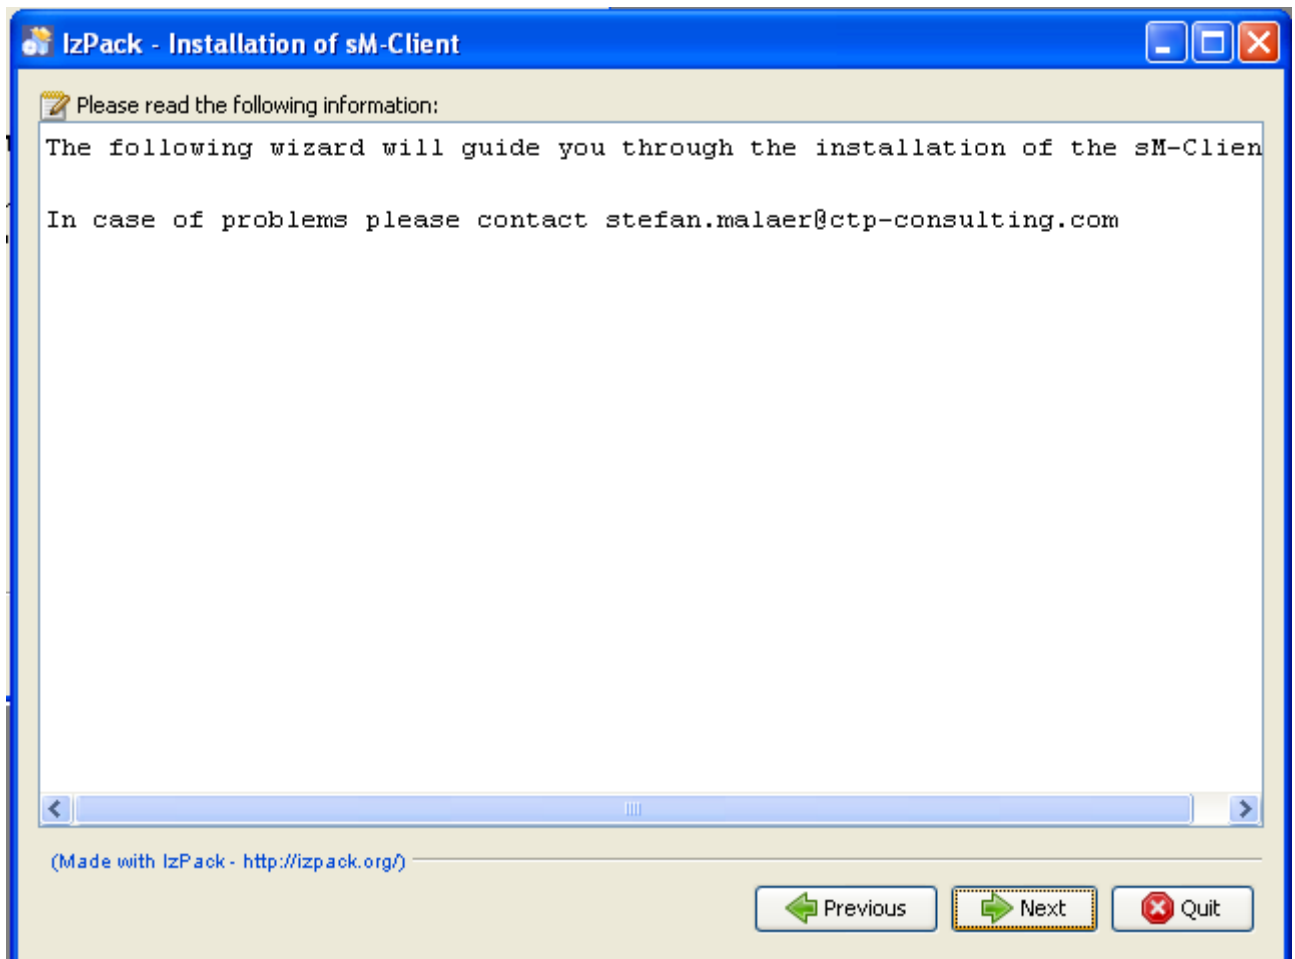 IzPack - Installation of sM-Client
Please read the following information:
The following wizard will guide you through the installation of the sM-Clien
In case of problems please contact stefan.malaer@ctp-consulting.com
(Made with IzPack - http://izpack.org/)
Previous
Next
Quit